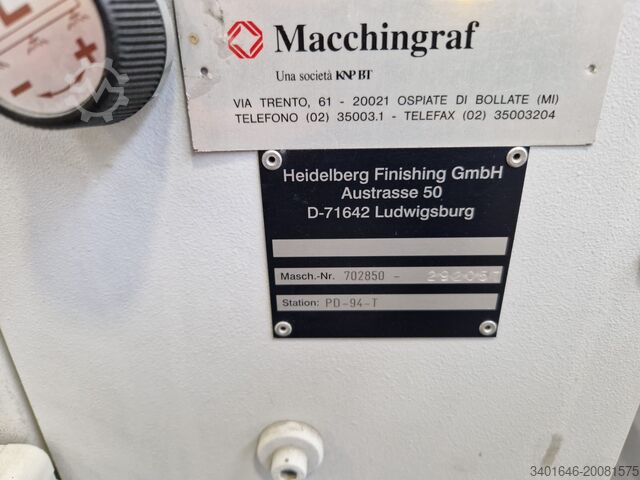 Macchingraf
Una società KNP BT
VIA TRENTO, 61 - 20021 OSPIATE DI BOLLATE (MI)
TELEFONO (02) 35003.1 - TELEFAX (02) 35003204
Heidelberg Finishing GmbH
Austrasse 50
D-71642 Ludwigsburg
Masch.-Nr. 702850 -
Station: PD-94-T
3401646-20081575